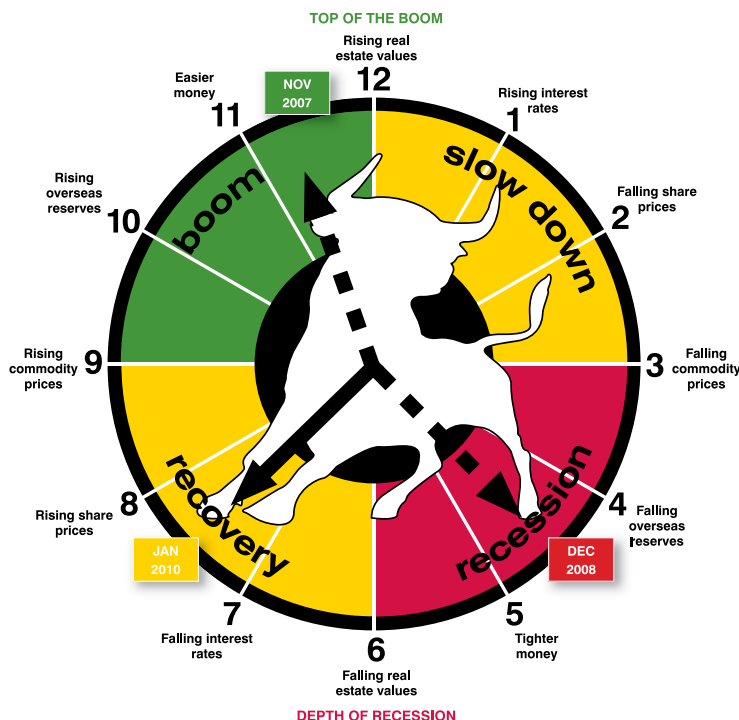 TOP OF THE BOOM
Rising real
estate values
12
Easier
money
11
NOV
2007
Rising interest
rates
1
Rising
overseas
reserves
10
boom
slow down
Falling share
prices
2
Rising
commodity
prices
9
3
Falling
commodity
prices
Rising share
prices
8
recovery
recession
4
Falling
overseas
reserves
JAN
2010
DEC
2008
7
Falling interest
rates
6
Falling real
estate values
5
Tighter
money
DEPTH OF RECESSION